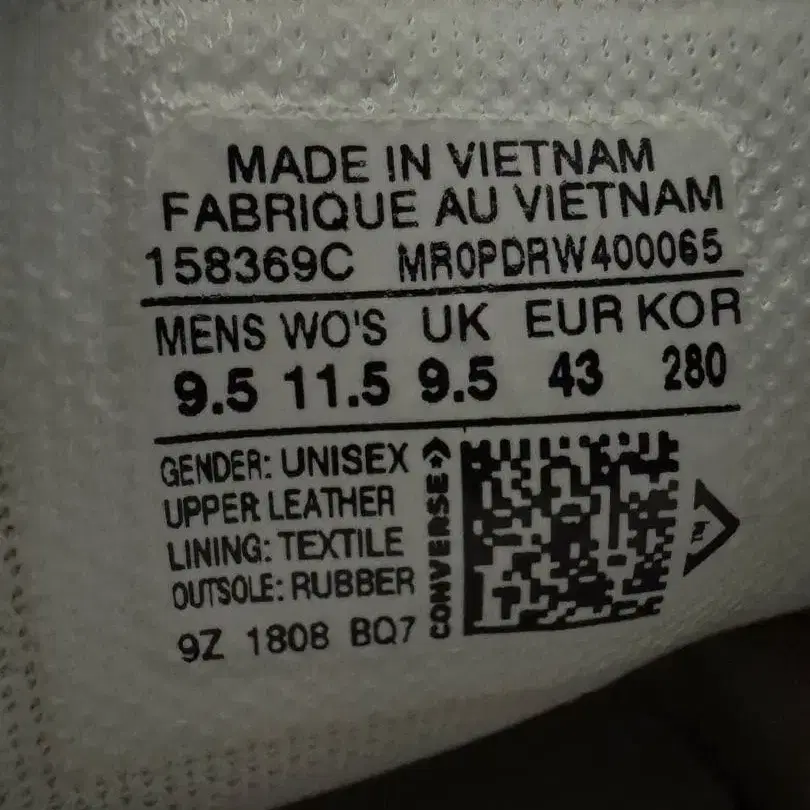 MADE IN VIETNAM
FABRIQUE AU VIETNAM
158369C MR0PDRW400065
MENS WO'S UK EUR KOR
9.5 11.5 9.5 43 280
GENDER: UNISEX
UPPER: LEATHER
LINING: TEXTILE
OUTSOLE: RUBBER
9Z 1808 BQ7
CONVERSE